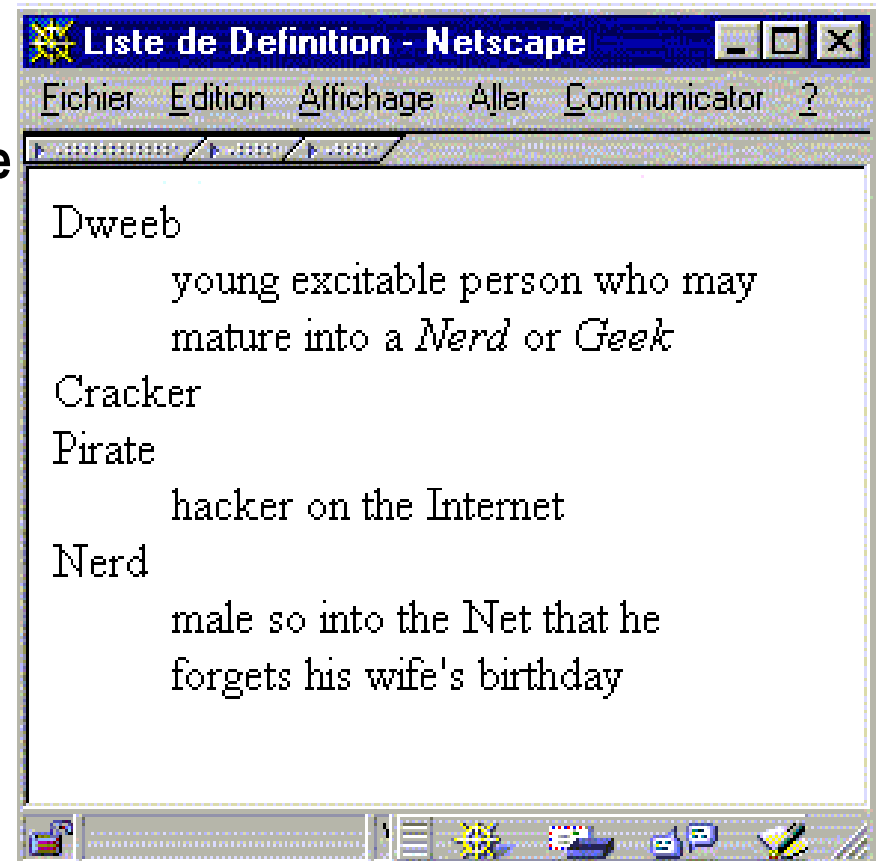 Liste de Definition - Netscape
Fichier Edition Affichage Aller Communicator ?
e
Dweeb
young excitable person who may
mature into a Nerd or Geek
Cracker
Pirate
hacker on the Internet
Nerd
male so into the Net that he
forgets his wife's birthday